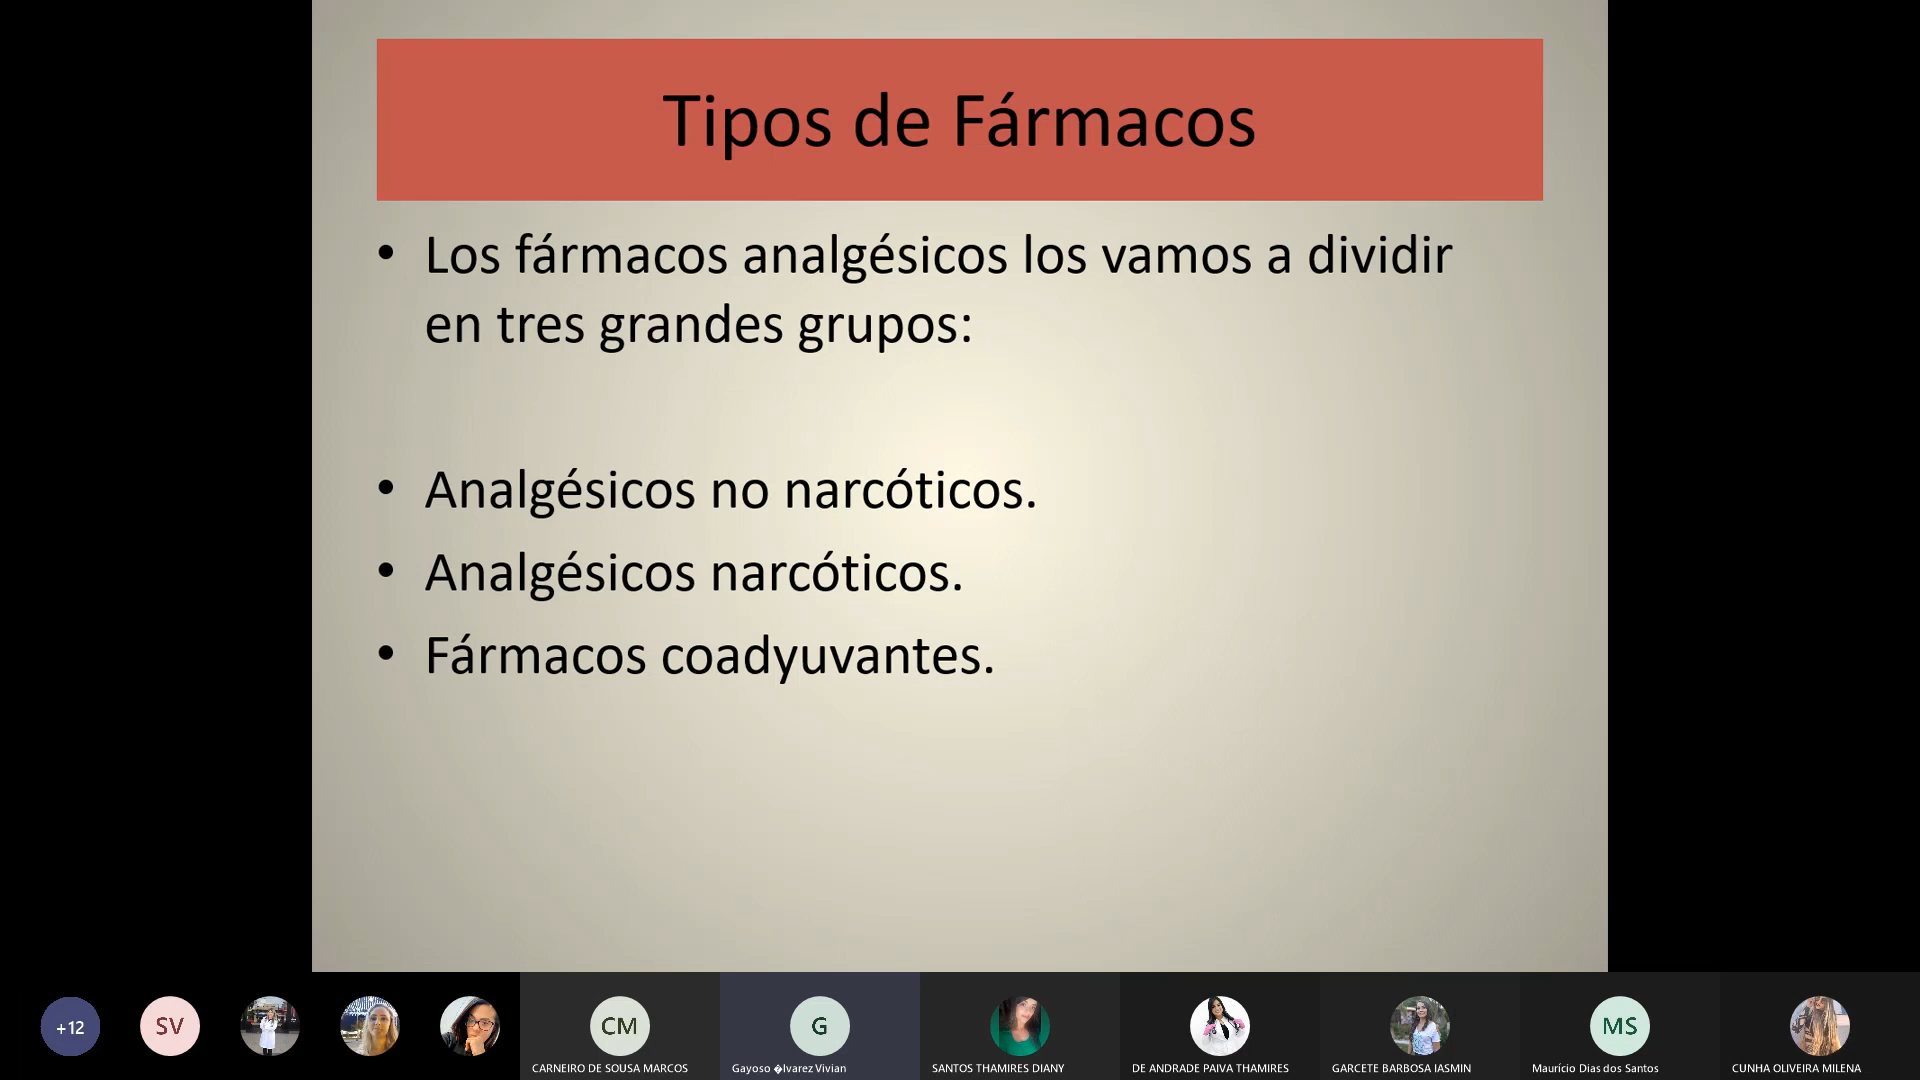 Tipos de Fármacos
• Los fármacos analgésicos los vamos a dividir
en tres grandes grupos:
• Analgésicos no narcóticos.
• Analgésicos narcóticos.
• Fármacos coadyuvantes.
+12
SV
CM
G
MS
CARNEIRO DE SOUSA MARCOS
Gayoso �lvarez Vivian
SANTOS THAMIRES DIANY
DE ANDRADE PAIVA THAMIRES
GARCETE BARBOSA IASMIN
Maurício Dias dos Santos
CUNHA OLIVEIRA MILENA